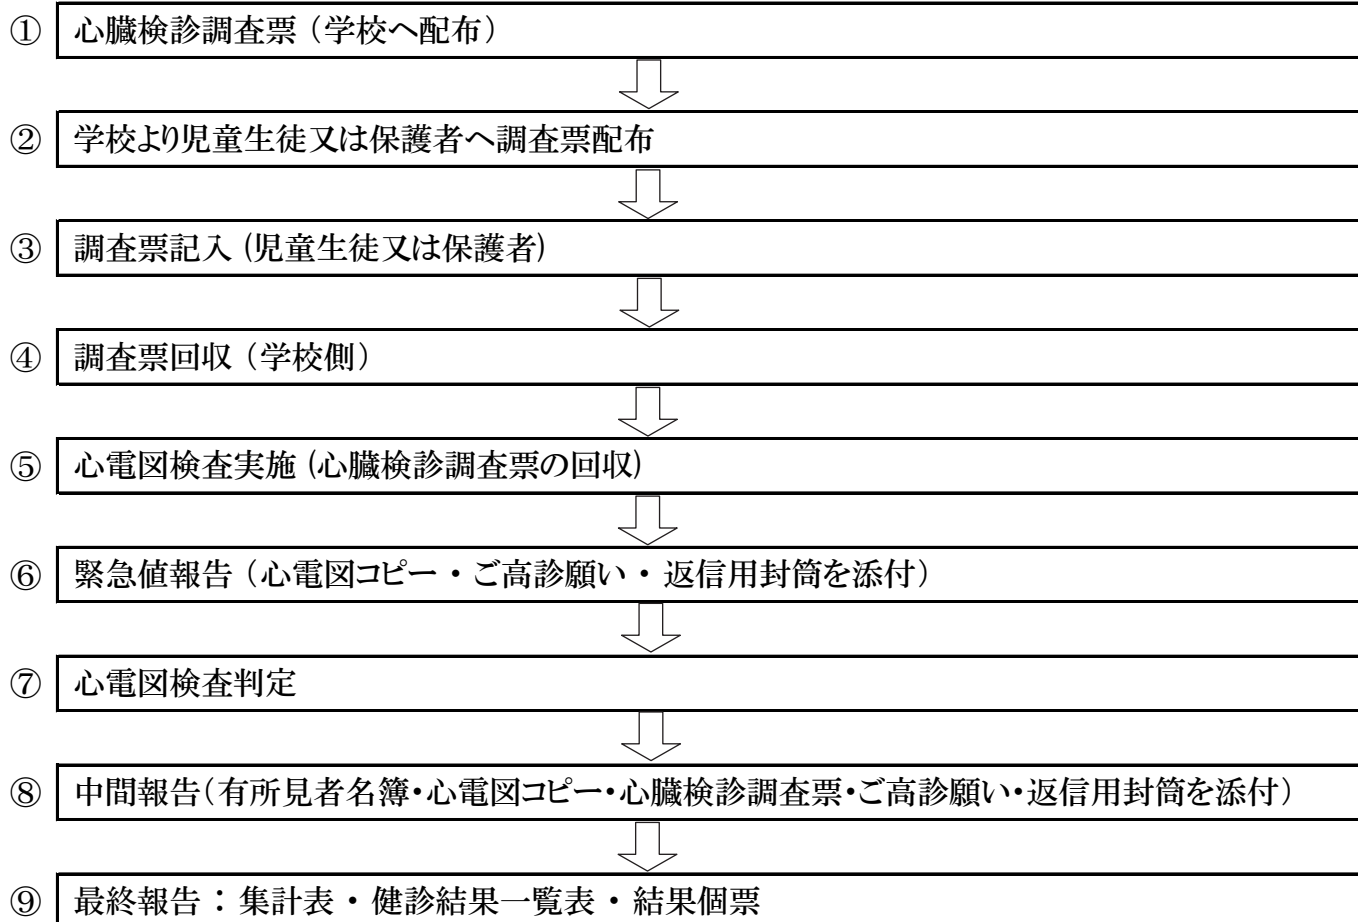 ① 心臓検診調査票（学校へ配布）
② 学校より児童生徒又は保護者へ調査票配布
③ 調査票記入（児童生徒又は保護者）
④ 調査票回収（学校側）
⑤ 心電図検査実施（心臓検診調査票の回収）
⑥ 緊急値報告（心電図コピー・ご高診願い・返信用封筒を添付）
⑦ 心電図検査判定
⑧ 中間報告（有所見者名簿・心電図コピー・心臓検診調査票・ご高診願い・返信用封筒を添付）
⑨ 最終報告：集計表・健診結果一覧表・結果個票